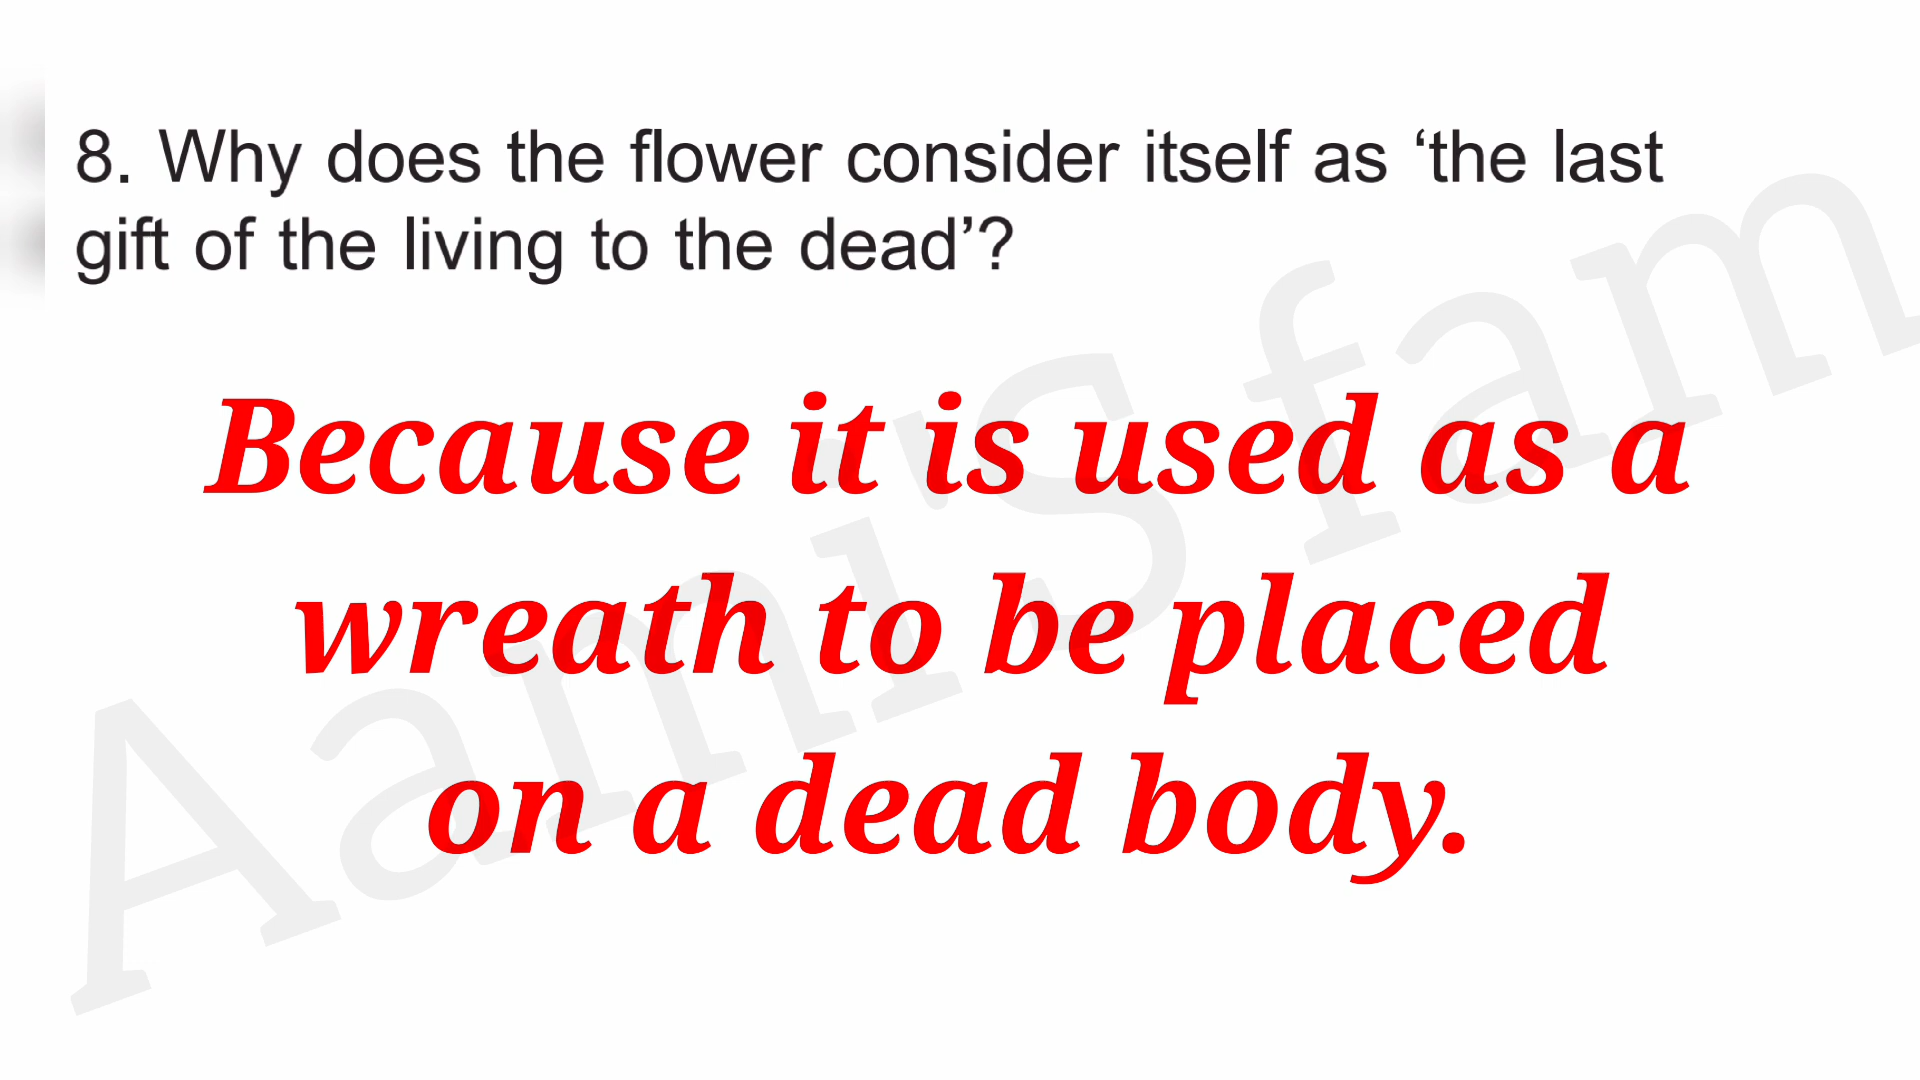 8. Why does the flower consider itself as ‘the last
gift of the living to the dead’?
Because it is used as a
wreath to be placed
on a dead body.
Aami'S fam